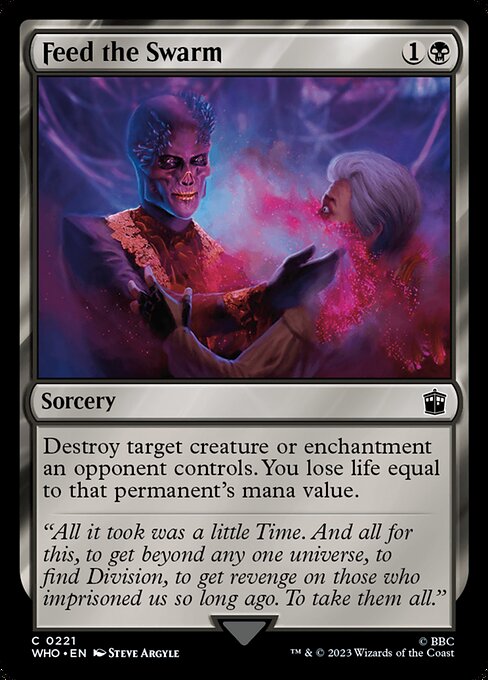 Feed the Swarm 1
Sorcery
Destroy target creature or enchantment
an opponent controls. You lose life equal
to that permanent's mana value.
"All it took was a little Time. And all for
this, to get beyond any one universe, to
find Division, to get revenge on those who
imprisoned us so long ago. To take them all."
C 0221
WHO • EN Steve Argyle
© BBC
™ & © 2023 Wizards of the Coast